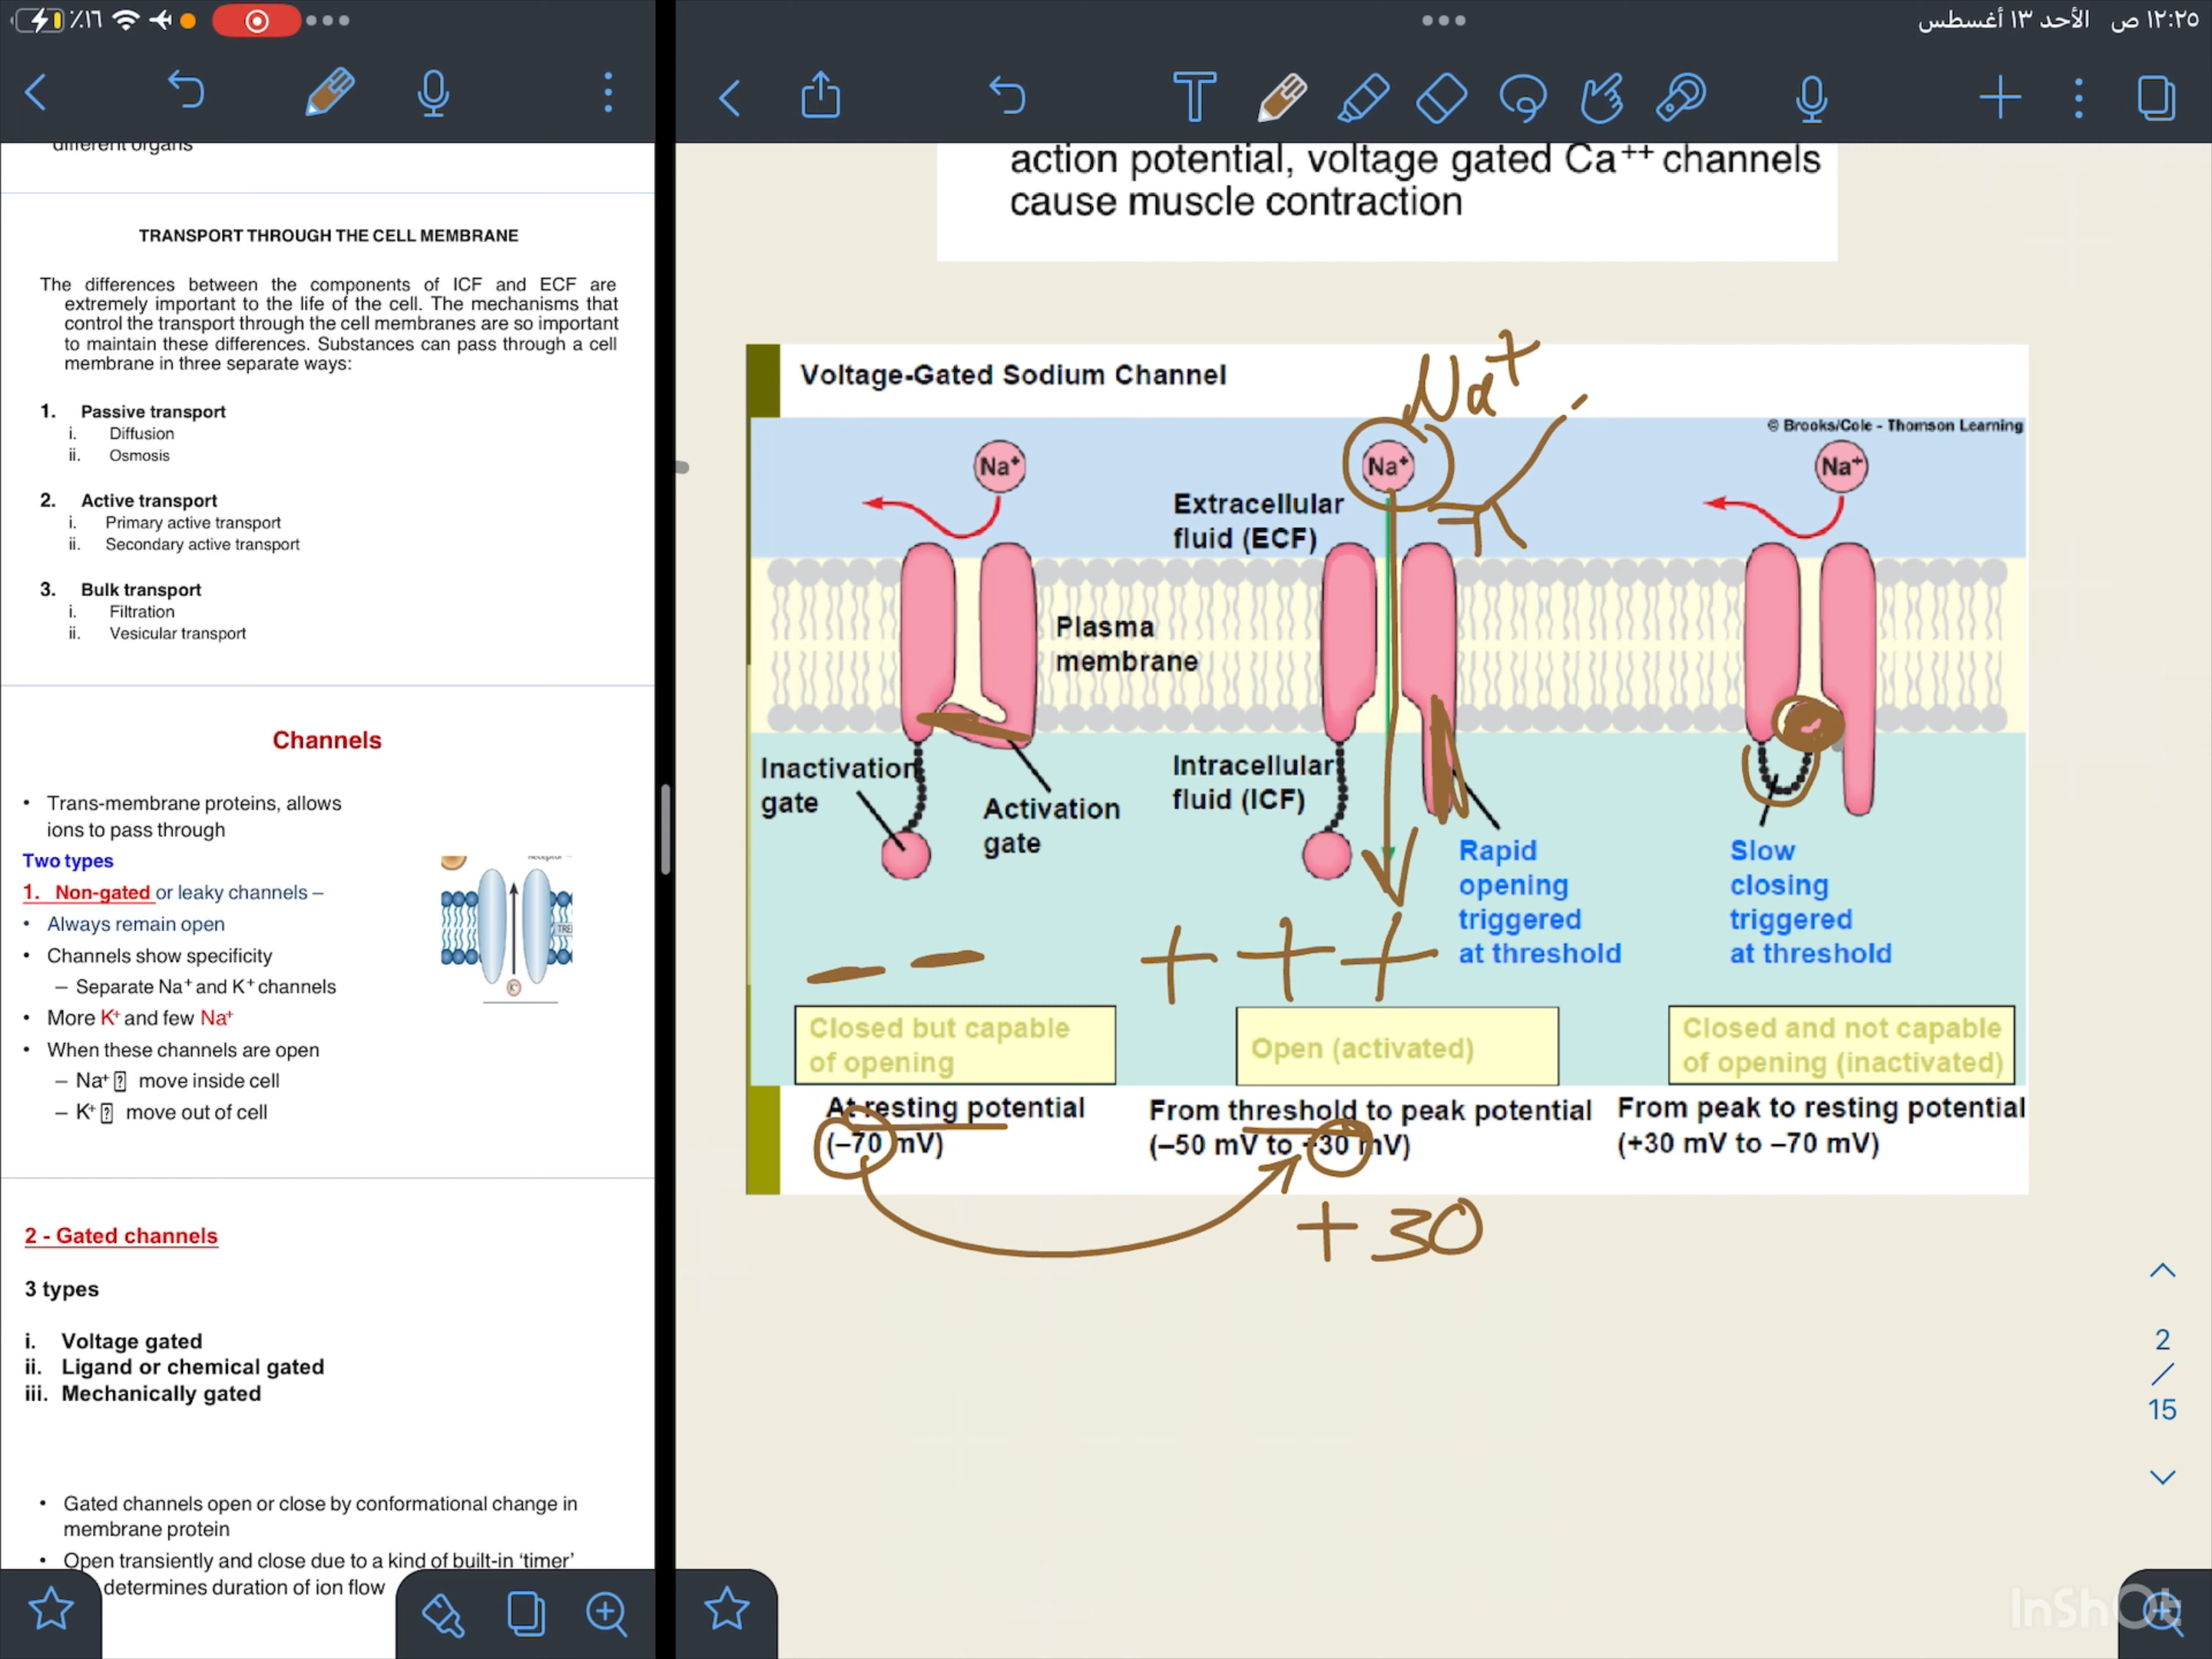 ٪١٦
١٢:٢٥ ص الأحد ١٣ أغسطس
different organs
TRANSPORT THROUGH THE CELL MEMBRANE
The differences between the components of ICF and ECF are
extremely important to the life of the cell. The mechanisms that
control the transport through the cell membranes are so important
to maintain these differences. Substances can pass through a cell
membrane in three separate ways:
1. Passive transport
i. Diffusion
ii. Osmosis
2. Active transport
i. Primary active transport
ii. Secondary active transport
3. Bulk transport
i. Filtration
ii. Vesicular transport
Channels
• Trans-membrane proteins, allows
ions to pass through
Two types
1. Non-gated or leaky channels –
• Always remain open
• Channels show specificity
– Separate Na⁺ and K⁺ channels
• More K⁺ and few Na⁺
• When these channels are open
– Na⁺ move inside cell
– K⁺ move out of cell
2 - Gated channels
3 types
i. Voltage gated
ii. Ligand or chemical gated
iii. Mechanically gated
• Gated channels open or close by conformational change in
membrane protein
• Open transiently and close due to a kind of built-in ‘timer’
determines duration of ion flow
action potential, voltage gated Ca⁺⁺ channels
cause muscle contraction
Voltage-Gated Sodium Channel
Na⁺
© Brooks/Cole - Thomson Learning
Na⁺
Na⁺
Na⁺
Extracellular
fluid (ECF)
Plasma
membrane
Inactivation
gate
Activation
gate
Intracellular
fluid (ICF)
Rapid
opening
triggered
at threshold
Slow
closing
triggered
at threshold
– –
+ + +
Closed but capable
of opening
Open (activated)
Closed and not capable
of opening (inactivated)
At resting potential
(–70 mV)
From threshold to peak potential
(–50 mV to +30 mV)
From peak to resting potential
(+30 mV to –70 mV)
+ 30
2
/
15
InShOt